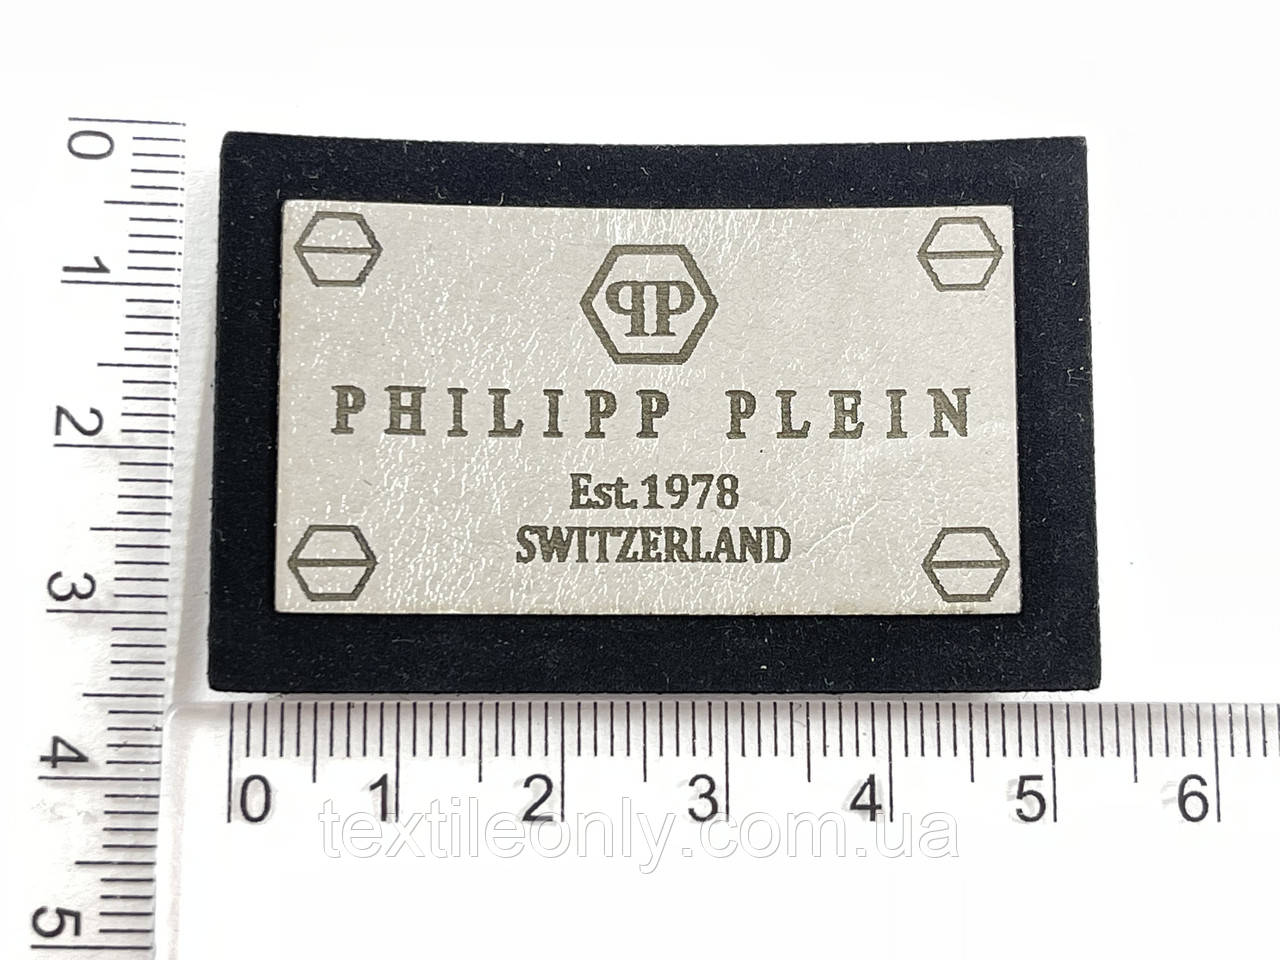 PP
PHILIPP PLEIN
Est.1978
SWITZERLAND
0
1
2
3
4
5
0 1 2 3 4 5 6
textileonly.com.ua